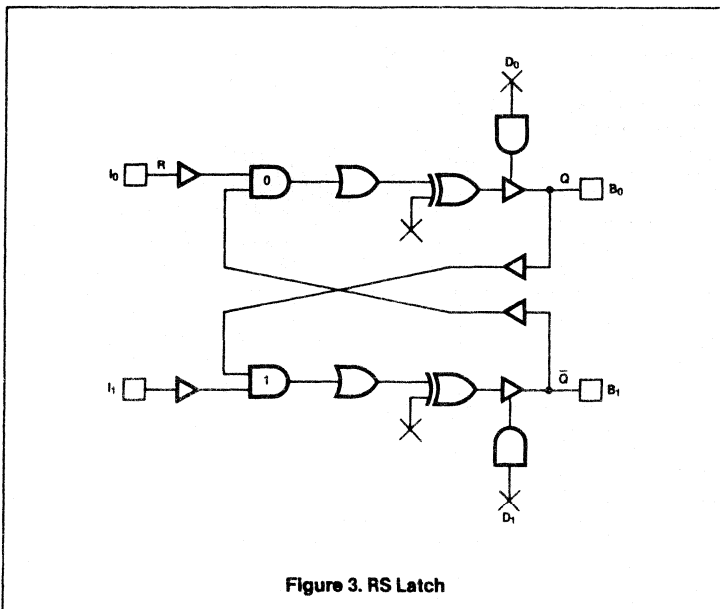 D0
I0 R 0 Q B0
I1 1 Q̅ B1
D1
Figure 3. RS Latch